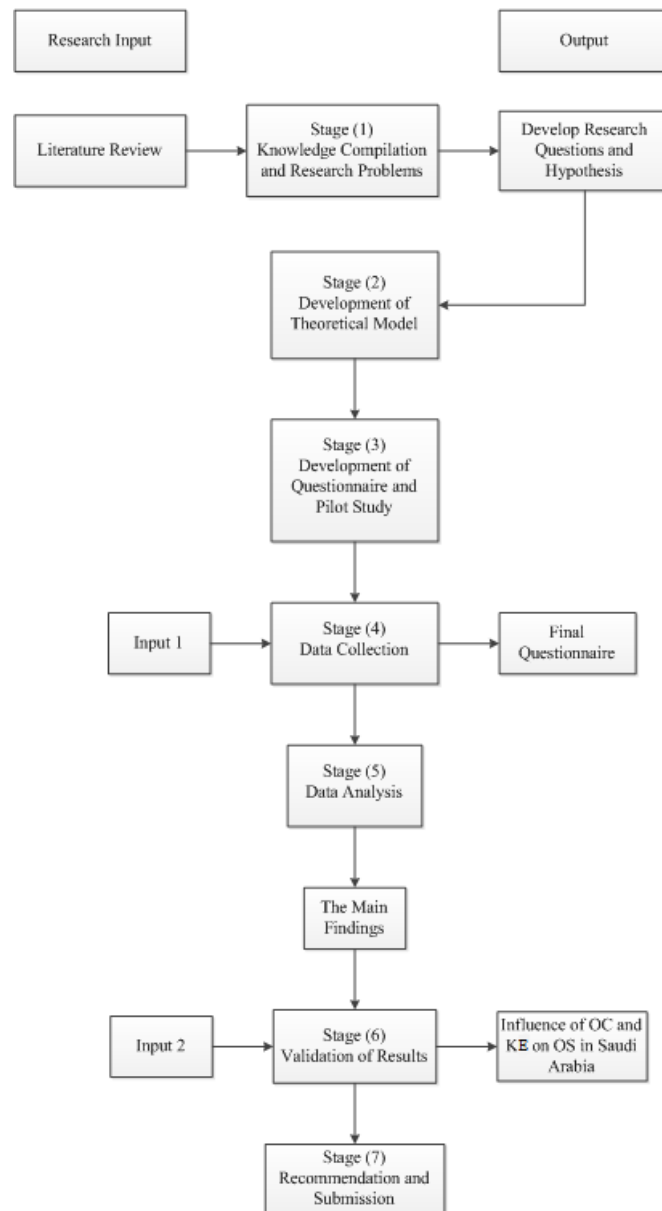 Research Input
Output
Literature Review
Stage (1)
Knowledge Compilation
and Research Problems
Develop Research
Questions and
Hypothesis
Stage (2)
Development of
Theoretical Model
Stage (3)
Development of
Questionnaire and
Pilot Study
Input 1
Stage (4)
Data Collection
Final
Questionnaire
Stage (5)
Data Analysis
The Main
Findings
Input 2
Stage (6)
Validation of Results
Influence of OC and
KE on OS in Saudi
Arabia
Stage (7)
Recommendation and
Submission